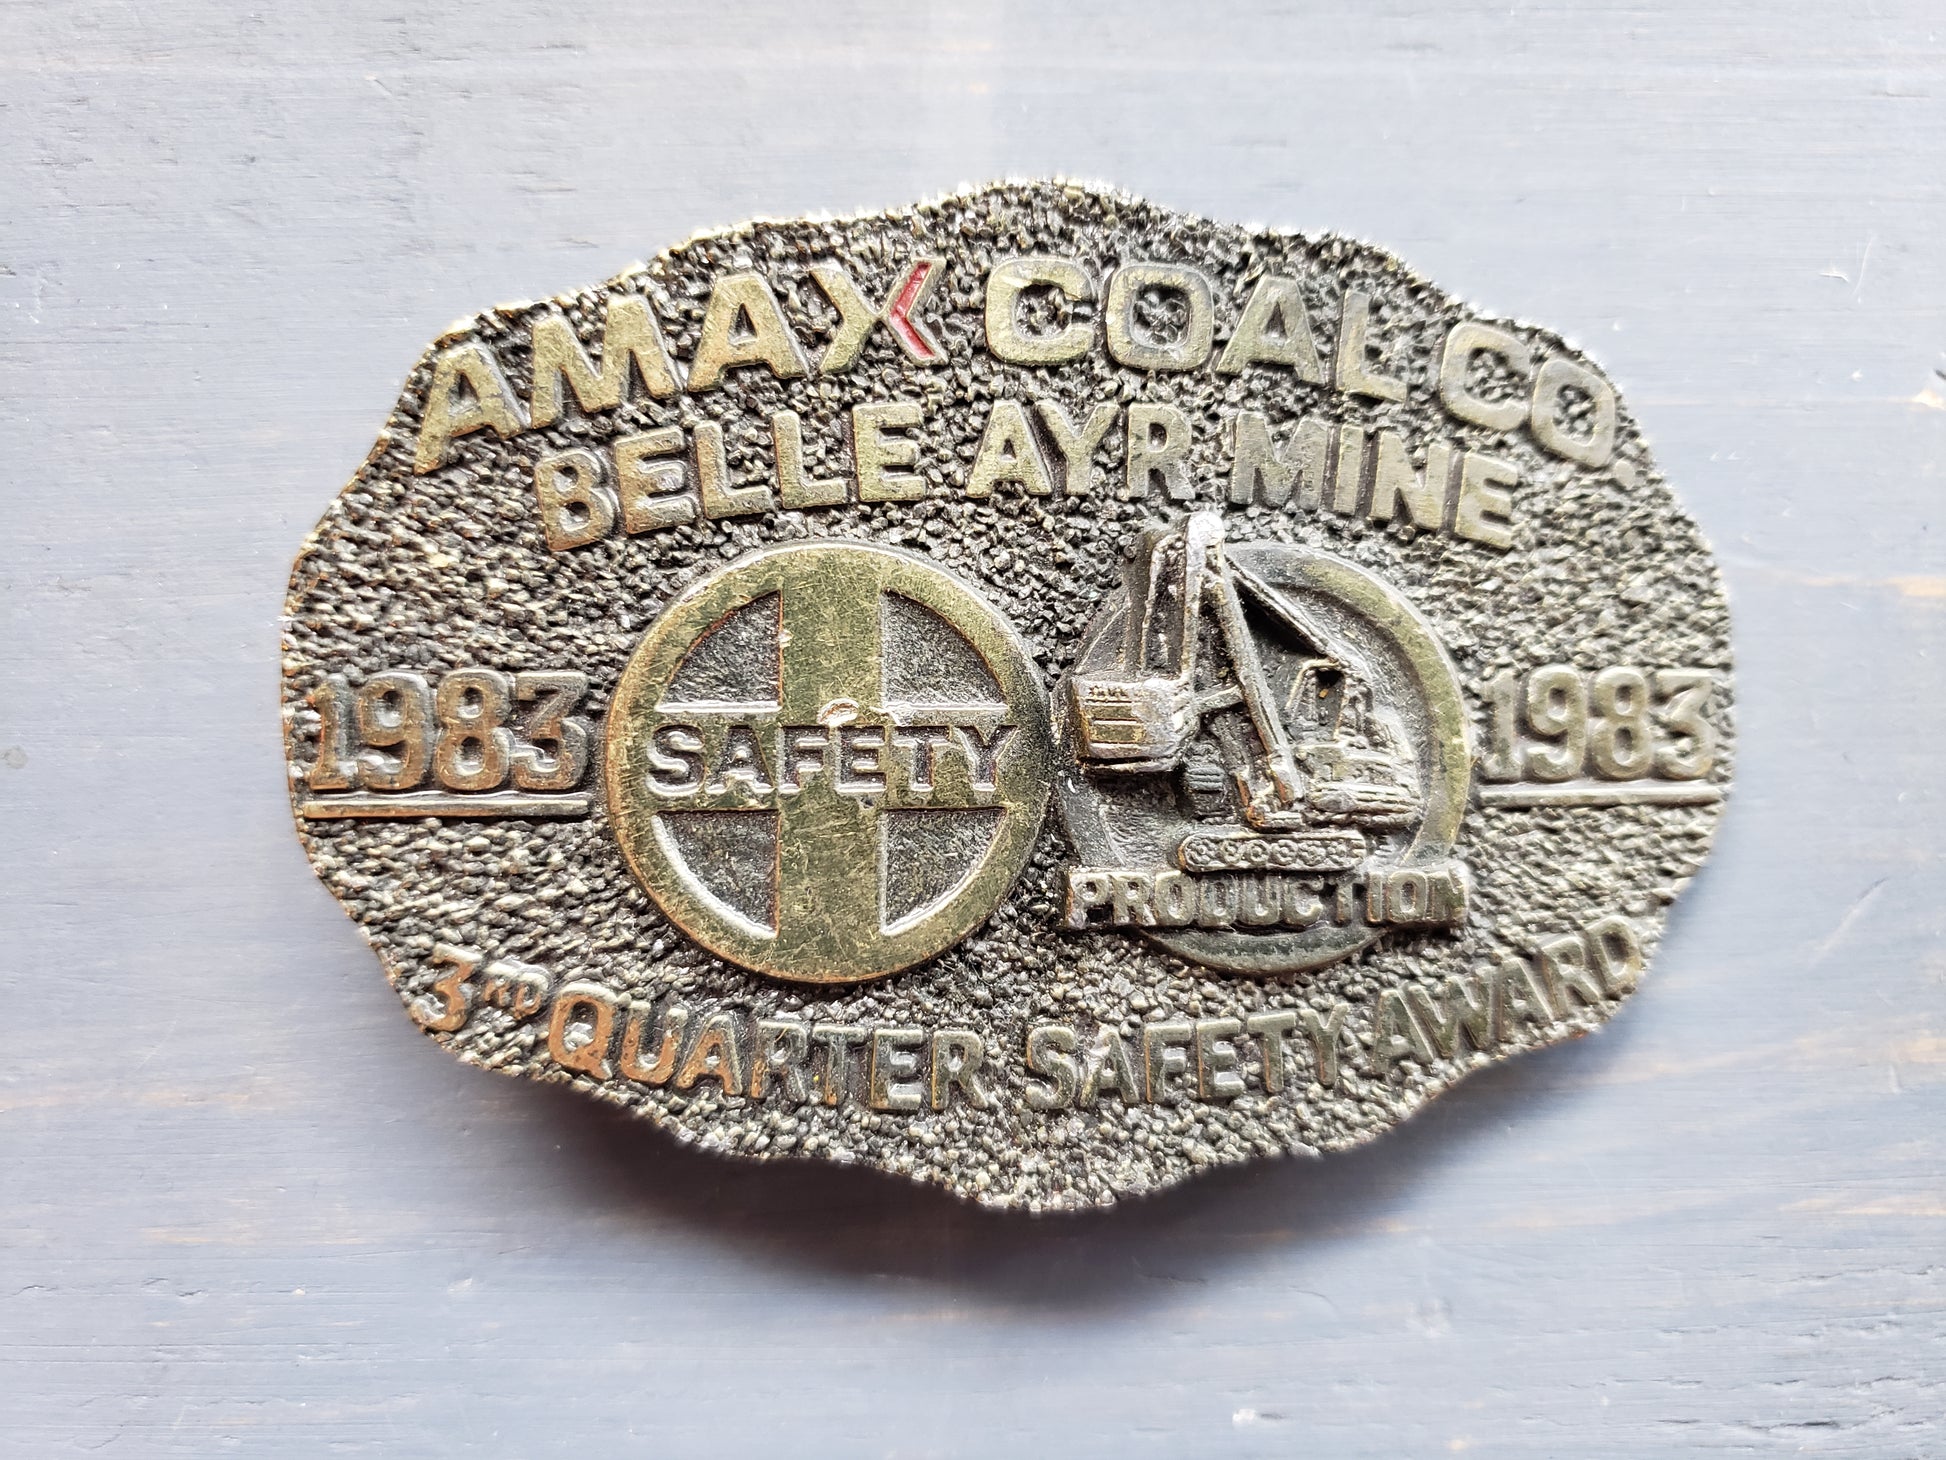 AMAX COAL CO.
BELLE AYR MINE
1983
SAFETY
PRODUCTION
1983
3RD QUARTER SAFETY AWARD